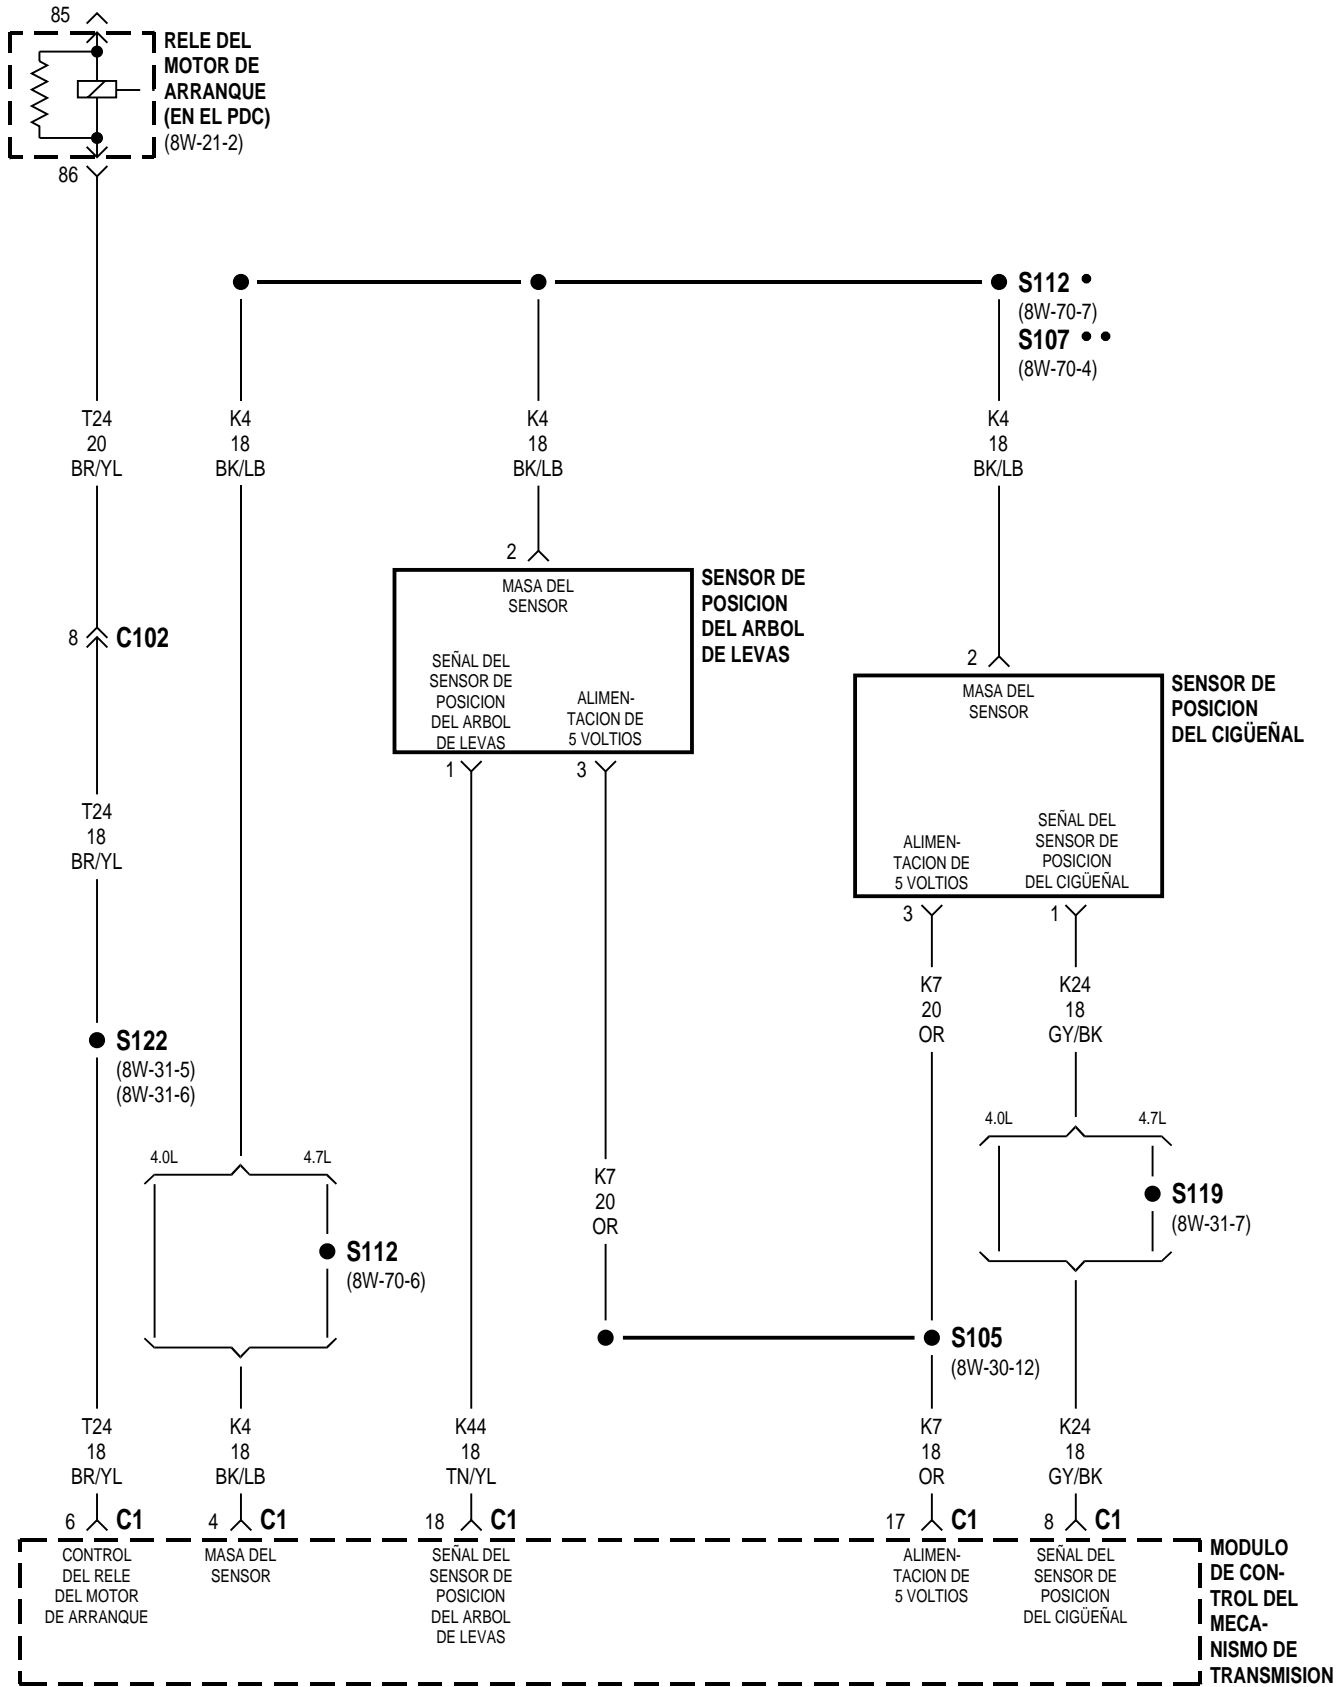 85
RELE DEL
MOTOR DE
ARRANQUE
(EN EL PDC)
(8W-21-2)
86
S112 •
(8W-70-7)
S107 • •
(8W-70-4)
T24
20
BR/YL
K4
18
BK/LB
K4
18
BK/LB
K4
18
BK/LB
2
MASA DEL
SENSOR
SENSOR DE
POSICION
DEL ARBOL
DE LEVAS
8
C102
SEÑAL DEL
SENSOR DE
POSICION
DEL ARBOL
DE LEVAS
ALIMEN-
TACION DE
5 VOLTIOS
1
3
2
MASA DEL
SENSOR
SENSOR DE
POSICION
DEL CIGÜEÑAL
T24
18
BR/YL
ALIMEN-
TACION DE
5 VOLTIOS
SEÑAL DEL
SENSOR DE
POSICION
DEL CIGÜEÑAL
3
1
K7
20
OR
K24
18
GY/BK
S122
(8W-31-5)
(8W-31-6)
4.0L
4.7L
4.0L
4.7L
K7
20
OR
S119
(8W-31-7)
S112
(8W-70-6)
S105
(8W-30-12)
T24
18
BR/YL
K4
18
BK/LB
K44
18
TN/YL
K7
18
OR
K24
18
GY/BK
6
C1
4
C1
18
C1
17
C1
8
C1
CONTROL
DEL RELE
DEL MOTOR
DE ARRANQUE
MASA DEL
SENSOR
SEÑAL DEL
SENSOR DE
POSICION
DEL ARBOL
DE LEVAS
ALIMEN-
TACION DE
5 VOLTIOS
SEÑAL DEL
SENSOR DE
POSICION
DEL CIGÜEÑAL
MODULO
DE CON-
TROL DEL
MECA-
NISMO DE
TRANSMISION